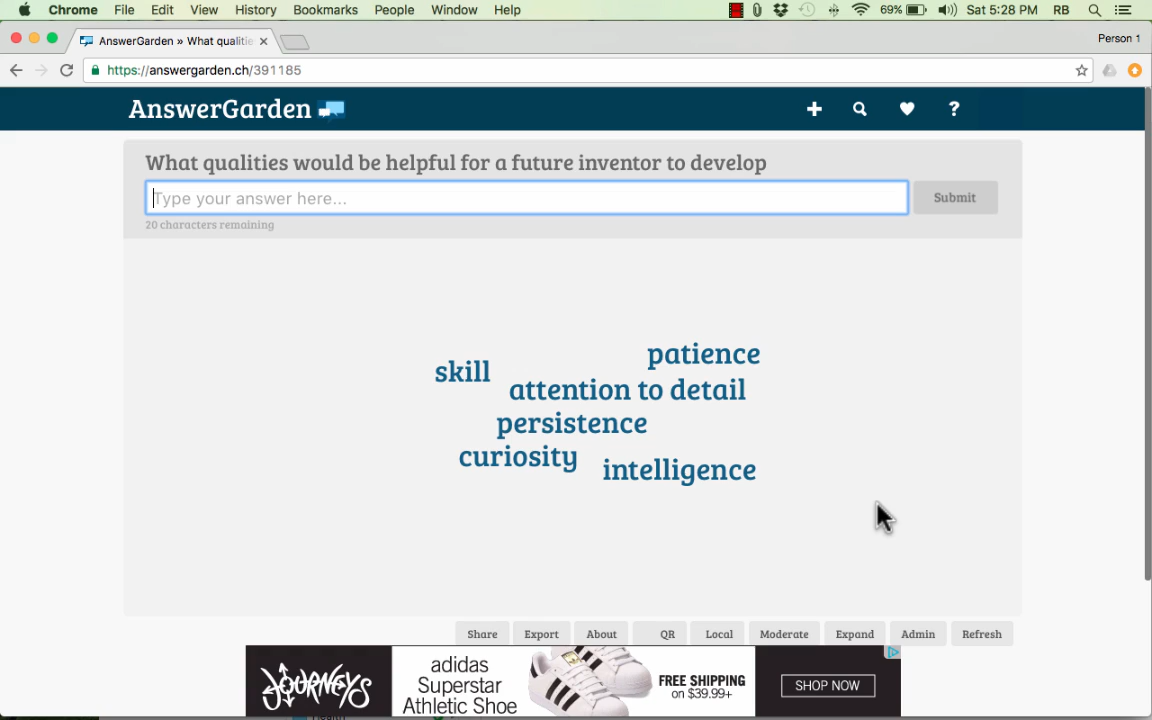 Chrome File Edit View History Bookmarks People Window Help 69% Sat 5:28 PM RB
AnswerGarden » What qualitie
Person 1
https://answergarden.ch/391185
AnswerGarden
What qualities would be helpful for a future inventor to develop
Type your answer here...
Submit
20 characters remaining
patience
skill
attention to detail
persistence
curiosity
intelligence
Share Export About QR Local Moderate Expand Admin Refresh
JOURNEYS
adidas
Superstar
Athletic Shoe
FREE SHIPPING
on $39.99+
SHOP NOW